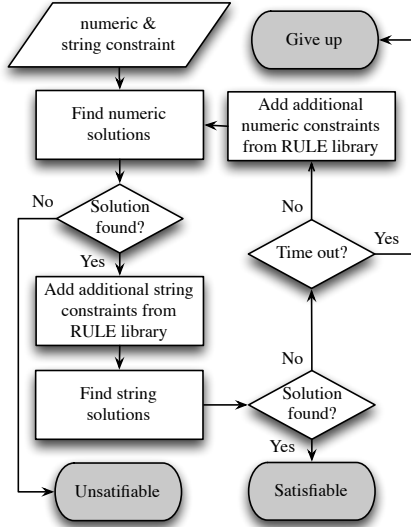 numeric &
string constraint
Give up
Find numeric
solutions
Add additional
numeric constraints
from RULE library
No
Solution
found?
No
Time out?
Yes
Yes
Add additional string
constraints from
RULE library
No
Find string
solutions
Solution
found?
Yes
Unsatifiable
Satisfiable